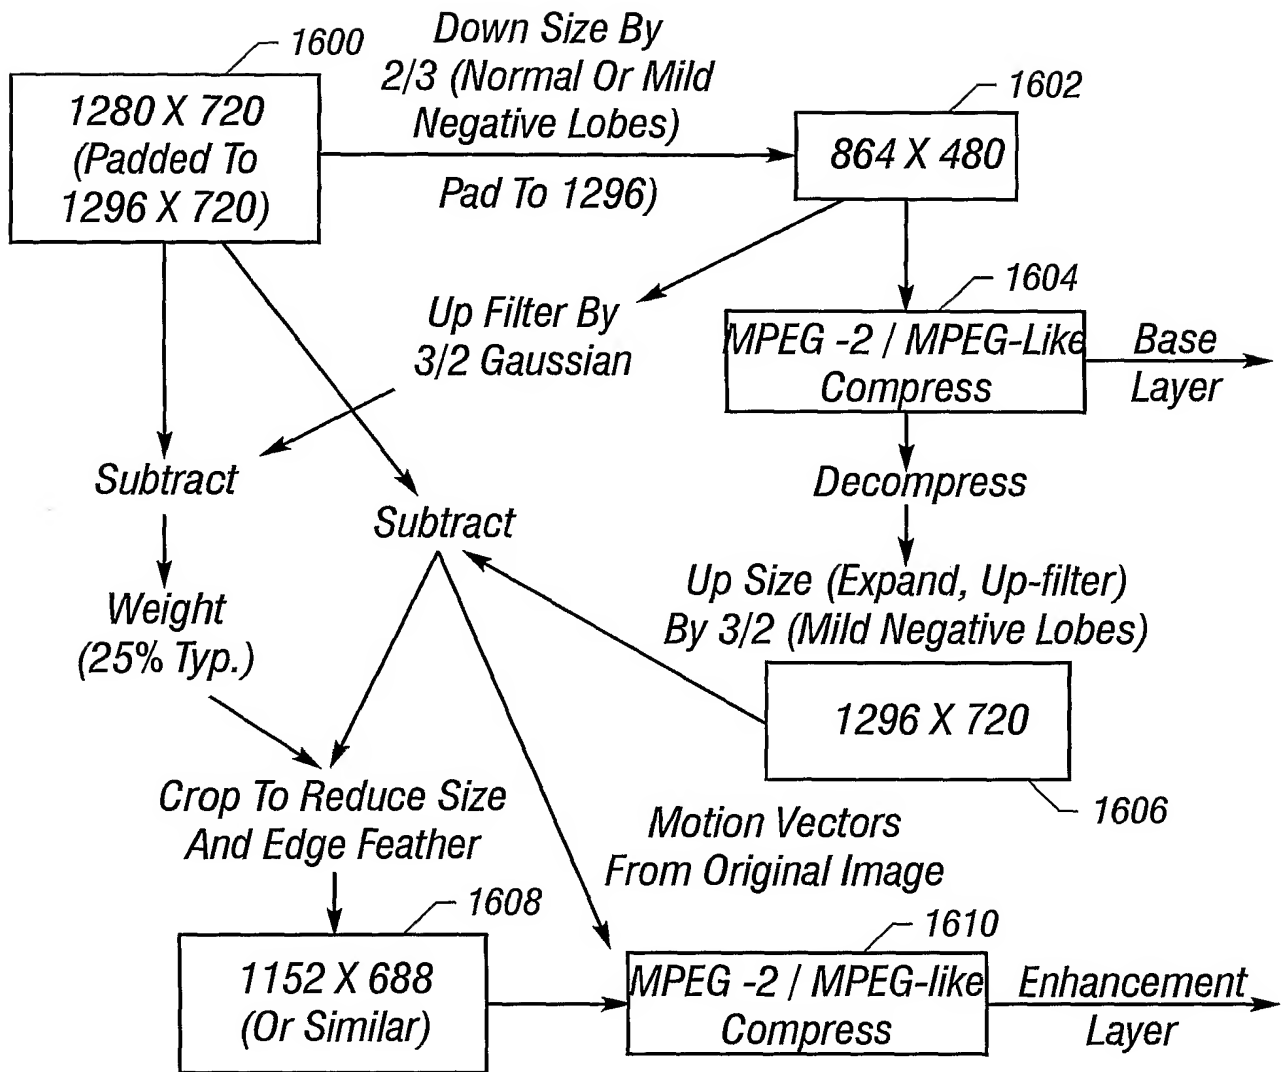 1600
1280 X 720
(Padded To
1296 X 720)
Down Size By
2/3 (Normal Or Mild
Negative Lobes)
Pad To 1296)
1602
864 X 480
Up Filter By
3/2 Gaussian
1604
MPEG -2 / MPEG-Like
Compress
Base
Layer
Subtract
Subtract
Decompress
Weight
(25% Typ.)
Up Size (Expand, Up-filter)
By 3/2 (Mild Negative Lobes)
1296 X 720
1606
Crop To Reduce Size
And Edge Feather
Motion Vectors
From Original Image
1608
1152 X 688
(Or Similar)
1610
MPEG -2 / MPEG-like
Compress
Enhancement
Layer